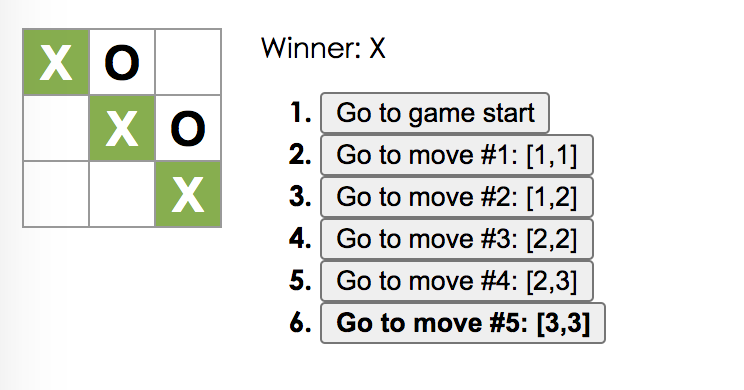 X O
X O
X
Winner: X
1. Go to game start
2. Go to move #1: [1,1]
3. Go to move #2: [1,2]
4. Go to move #3: [2,2]
5. Go to move #4: [2,3]
6. Go to move #5: [3,3]